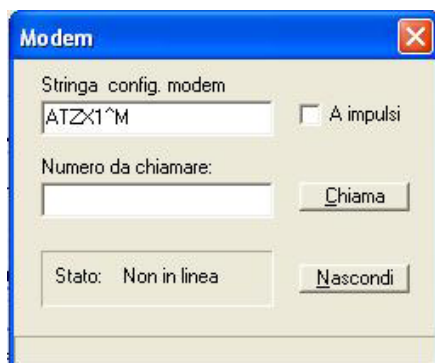 Modem
Stringa config. modem
ATZX1^M
A impulsi
Numero da chiamare:
Chiama
Stato: Non in linea
Nascondi